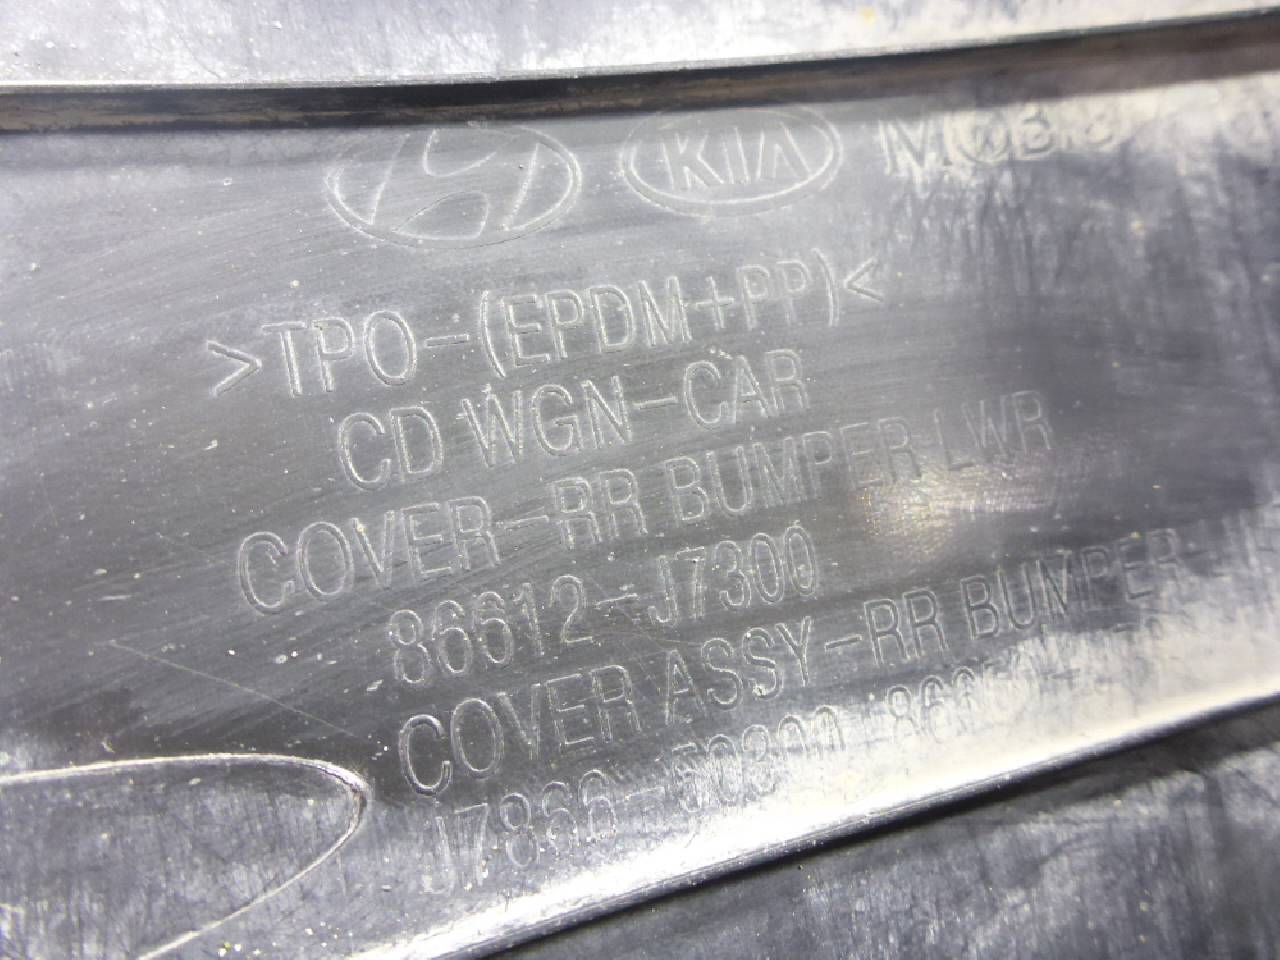 KIA MOBIS
>TPO-(EPDM+PP)<
CD WGN-CAR
COVER-RR BUMPER LWR
86612-J7300
COVER ASSY-RR BUMPER